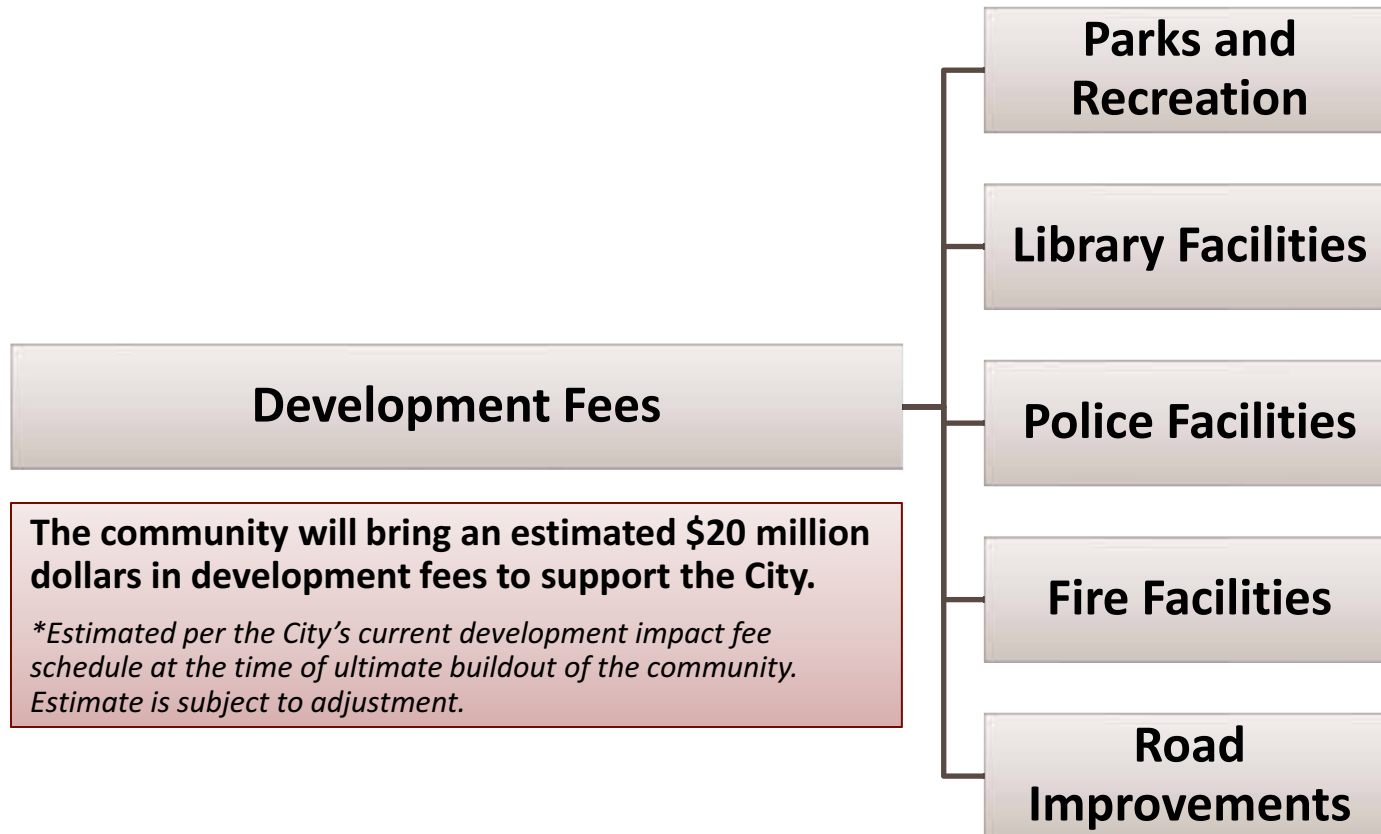 Parks and
Recreation
Library Facilities
Police Facilities
Fire Facilities
Road
Improvements
Development Fees
The community will bring an estimated $20 million
dollars in development fees to support the City.
*Estimated per the City’s current development impact fee
schedule at the time of ultimate buildout of the community.
Estimate is subject to adjustment.